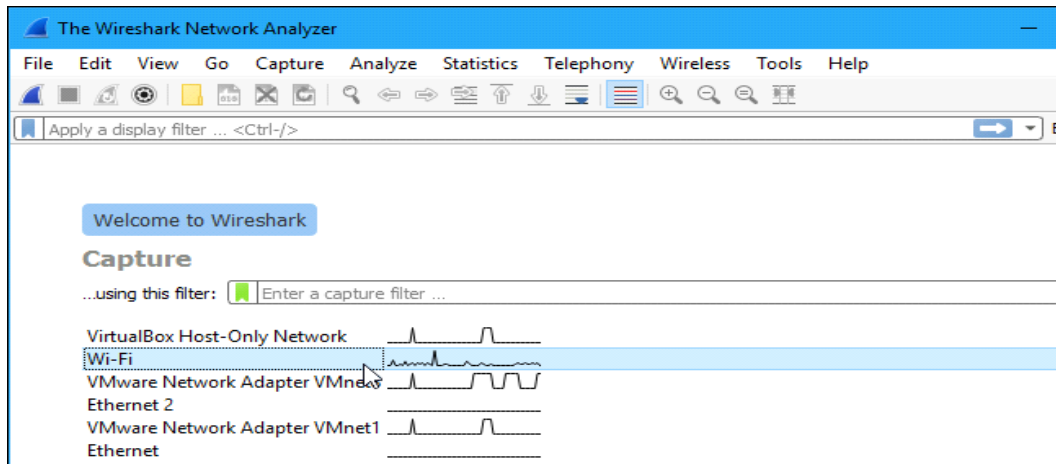 The Wireshark Network Analyzer
File Edit View Go Capture Analyze Statistics Telephony Wireless Tools Help
Apply a display filter ... <Ctrl-/>
Welcome to Wireshark
Capture
...using this filter: Enter a capture filter ...
VirtualBox Host-Only Network
Wi-Fi
VMware Network Adapter
Ethernet 2
VMware Network Adapter VMnet1
Ethernet